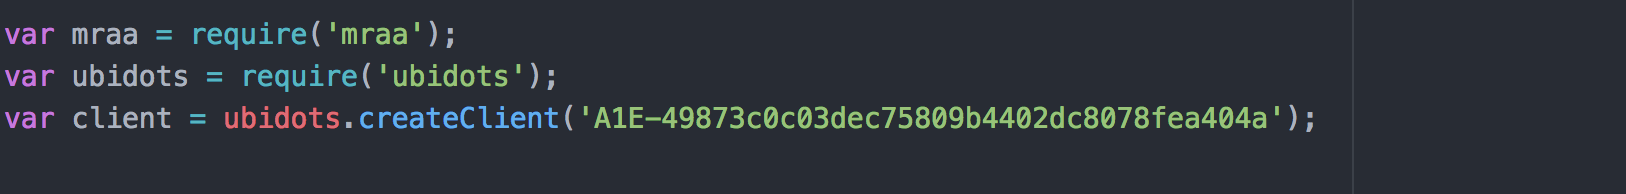 var mraa = require('mraa');
var ubidots = require('ubidots');
var client = ubidots.createClient('A1E-49873c0c03dec75809b4402dc8078fea404a');